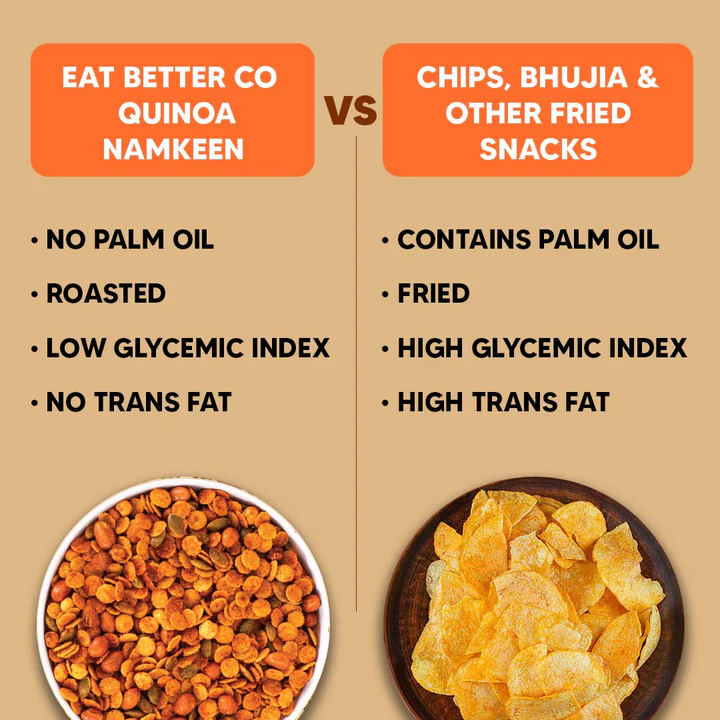 EAT BETTER CO
QUINOA
NAMKEEN
VS
CHIPS, BHUJIA &
OTHER FRIED
SNACKS
• NO PALM OIL
• ROASTED
• LOW GLYCEMIC INDEX
• NO TRANS FAT
• CONTAINS PALM OIL
• FRIED
• HIGH GLYCEMIC INDEX
• HIGH TRANS FAT